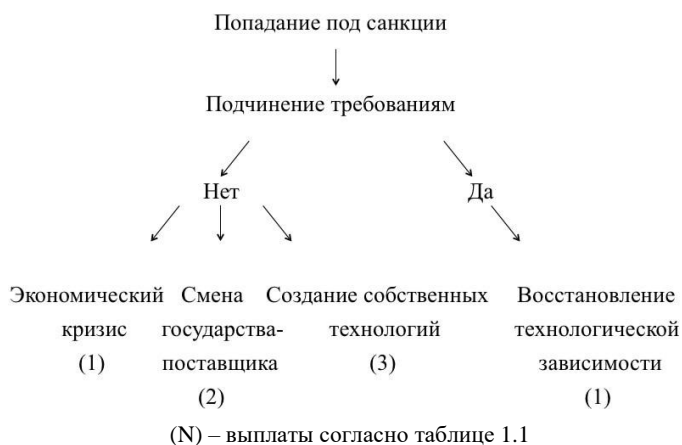 Попадание под санкции
Подчинение требованиям
Нет
Да
Экономический
кризис
(1)
Смена
государства-
поставщика
(2)
Создание собственных
технологий
(3)
Восстановление
технологической
зависимости
(1)
(N) – выплаты согласно таблице 1.1